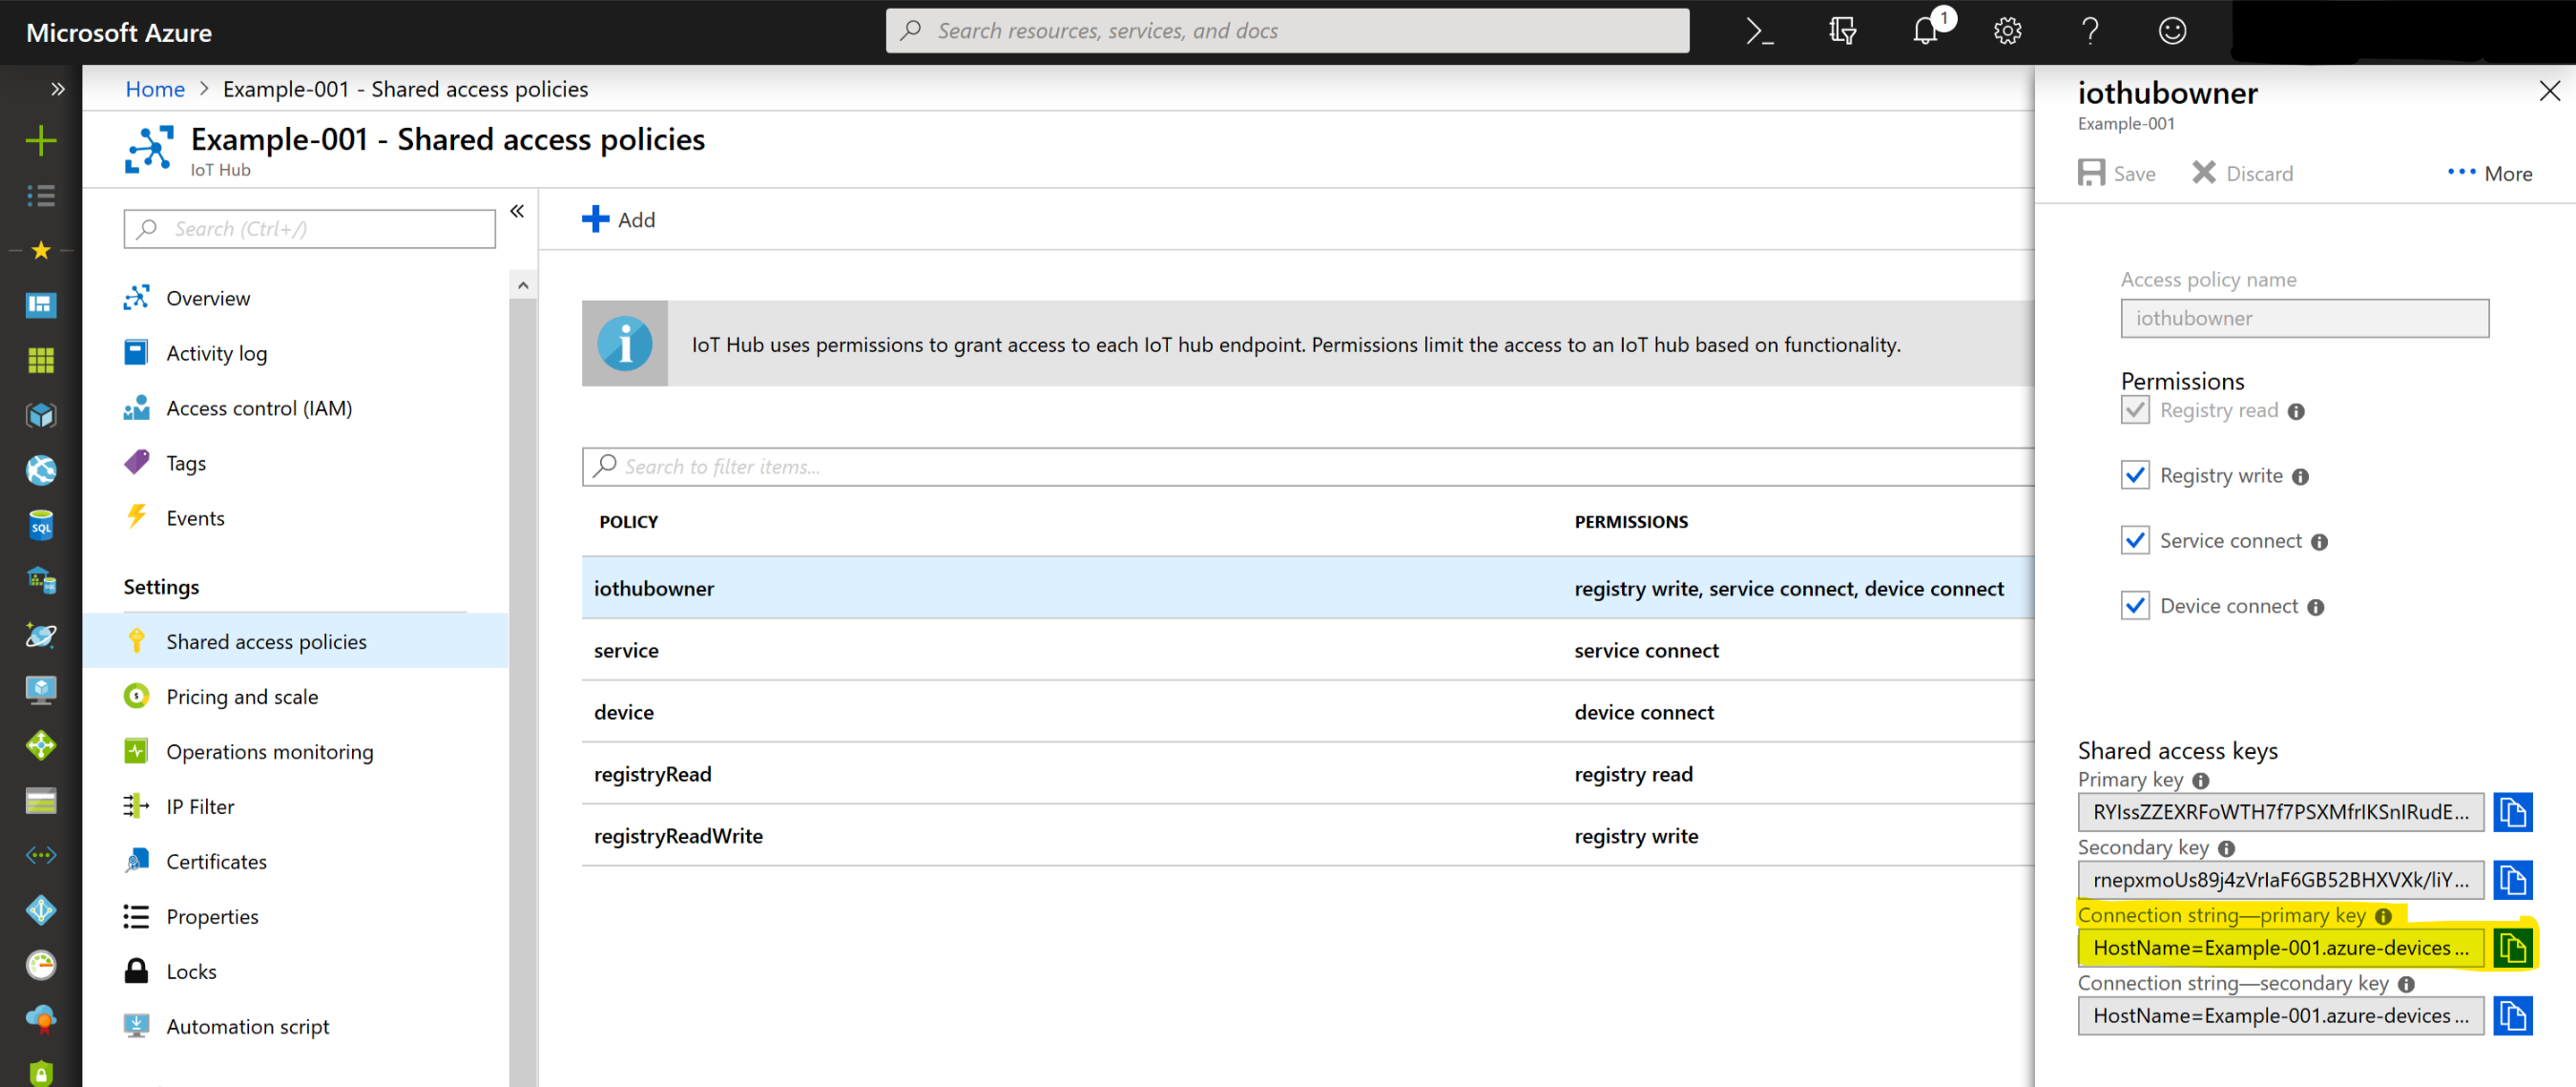 Microsoft Azure
Search resources, services, and docs
1
Home > Example-001 - Shared access policies
Example-001 - Shared access policies
IoT Hub
Search (Ctrl+/)
Overview
Activity log
Access control (IAM)
Tags
Events
Settings
Shared access policies
Pricing and scale
Operations monitoring
IP Filter
Certificates
Properties
Locks
Automation script
SQL
Add
IoT Hub uses permissions to grant access to each IoT hub endpoint. Permissions limit the access to an IoT hub based on functionality.
Search to filter items...
POLICY PERMISSIONS
iothubowner registry write, service connect, device connect
service service connect
device device connect
registryRead registry read
registryReadWrite registry write
iothubowner
Example-001
Save Discard ... More
Access policy name
iothubowner
Permissions
Registry read
Registry write
Service connect
Device connect
Shared access keys
Primary key
RYIssZZEXRFoWTH7f7PSXMfrIKSnIRudE...
Secondary key
rnepxmoUs89j4zVrIaF6GB52BHXVXk/liY...
Connection string—primary key
HostName=Example-001.azure-devices ...
Connection string—secondary key
HostName=Example-001.azure-devices ...